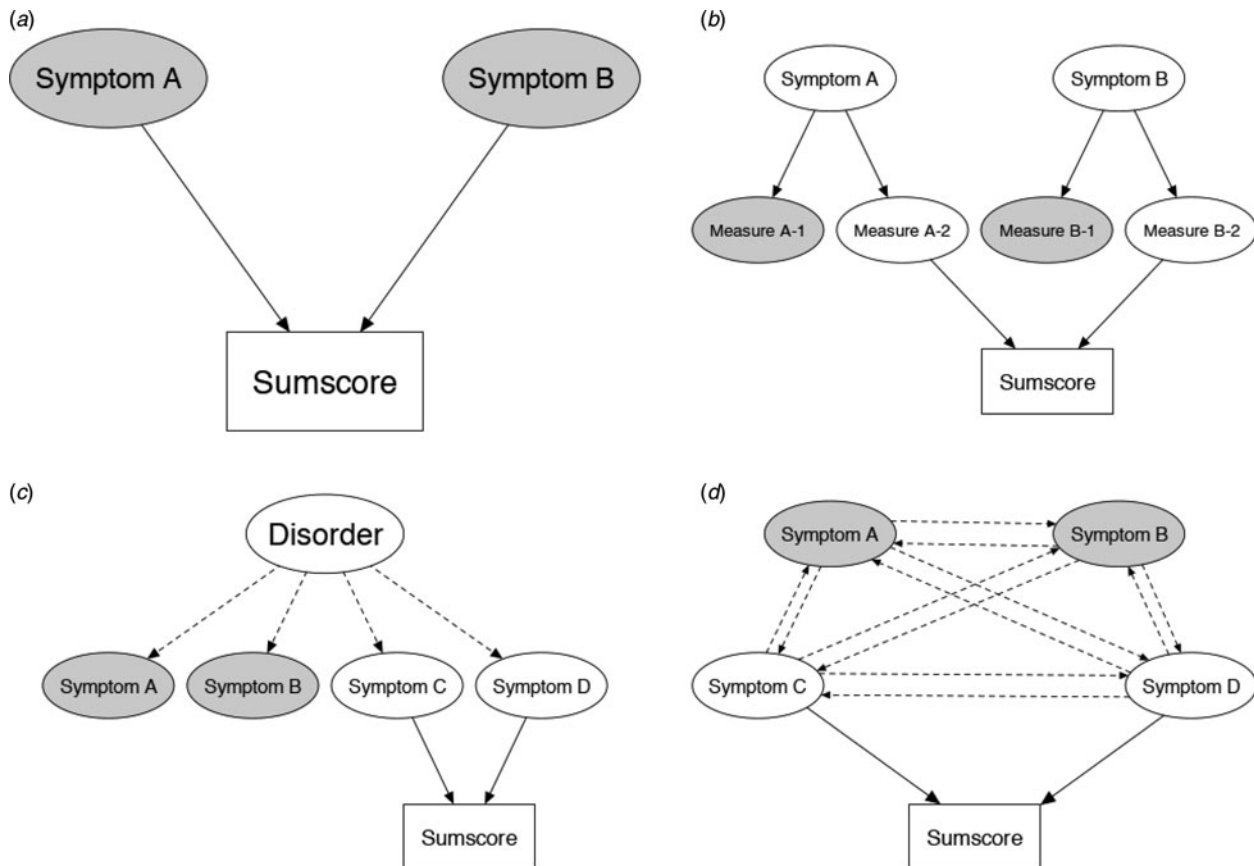 (a)
Symptom A
Symptom B
Sumscore
(b)
Symptom A
Symptom B
Measure A-1
Measure A-2
Measure B-1
Measure B-2
Sumscore
(c)
Disorder
Symptom A
Symptom B
Symptom C
Symptom D
Sumscore
(d)
Symptom A
Symptom B
Symptom C
Symptom D
Sumscore